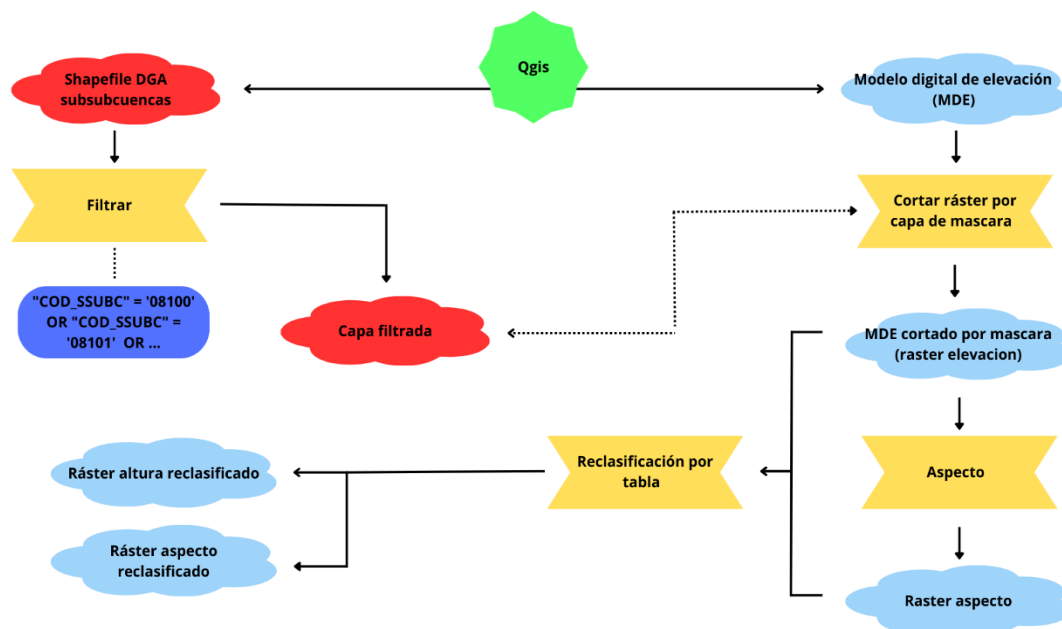 Qgis
Shapefile DGA
subsubcuencas
Modelo digital de elevación
(MDE)
Filtrar
Cortar ráster por
capa de mascara
"COD_SSUBC" = '08100'
OR "COD_SSUBC" =
'08101' OR ...
Capa filtrada
MDE cortado por mascara
(raster elevacion)
Ráster altura reclasificado
Reclasificación por
tabla
Aspecto
Ráster aspecto
reclasificado
Raster aspecto